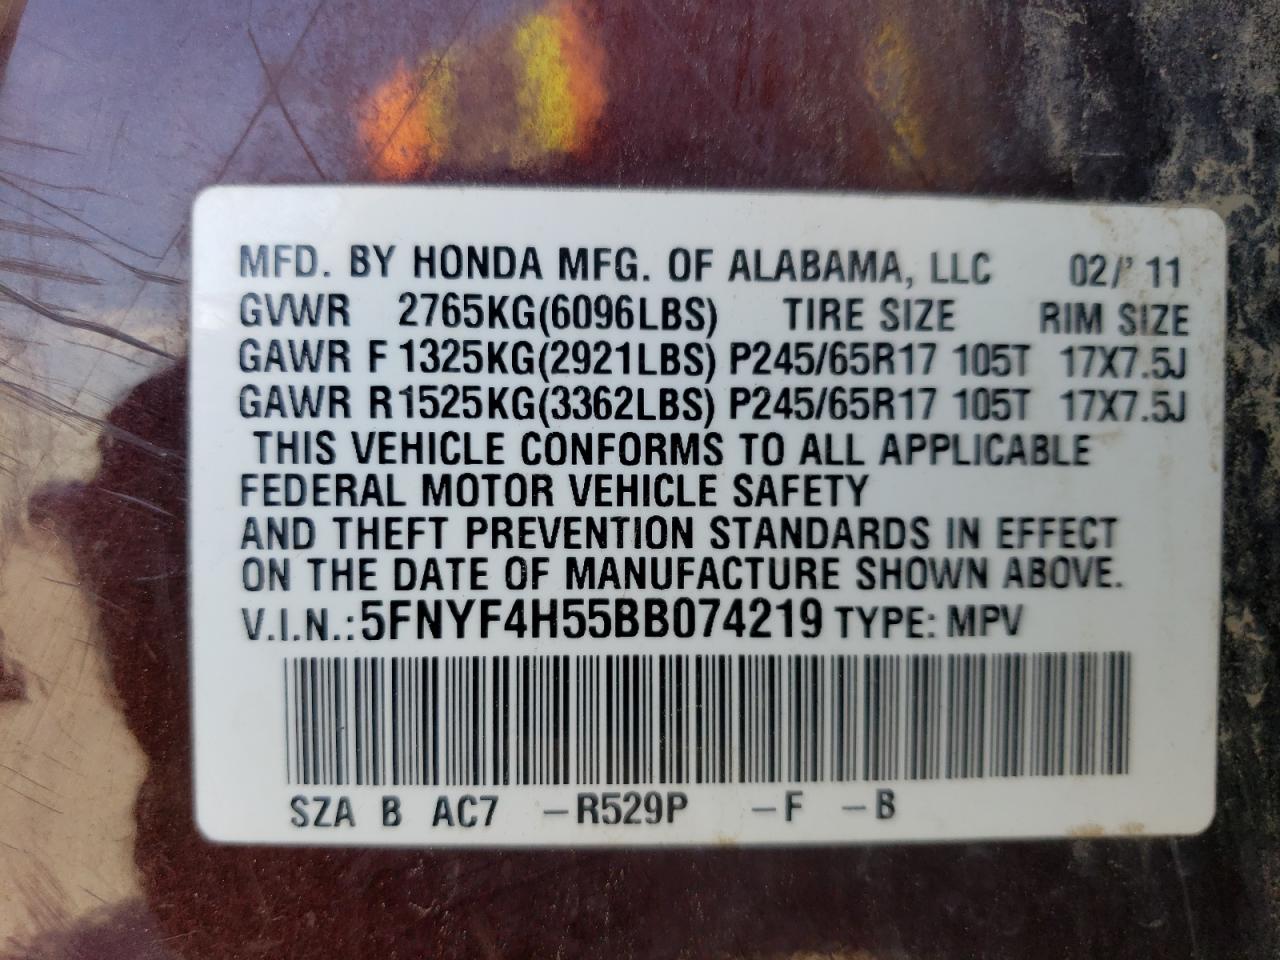 MFD. BY HONDA MFG. OF ALABAMA, LLC 02/' 11
GVWR 2765KG(6096LBS) TIRE SIZE RIM SIZE
GAWR F 1325KG(2921LBS) P245/65R17 105T 17X7.5J
GAWR R1525KG(3362LBS) P245/65R17 105T 17X7.5J
THIS VEHICLE CONFORMS TO ALL APPLICABLE
FEDERAL MOTOR VEHICLE SAFETY
AND THEFT PREVENTION STANDARDS IN EFFECT
ON THE DATE OF MANUFACTURE SHOWN ABOVE.
V.I.N.: 5FNYF4H55BB074219 TYPE: MPV
SZA B AC7 –R529P –F –B